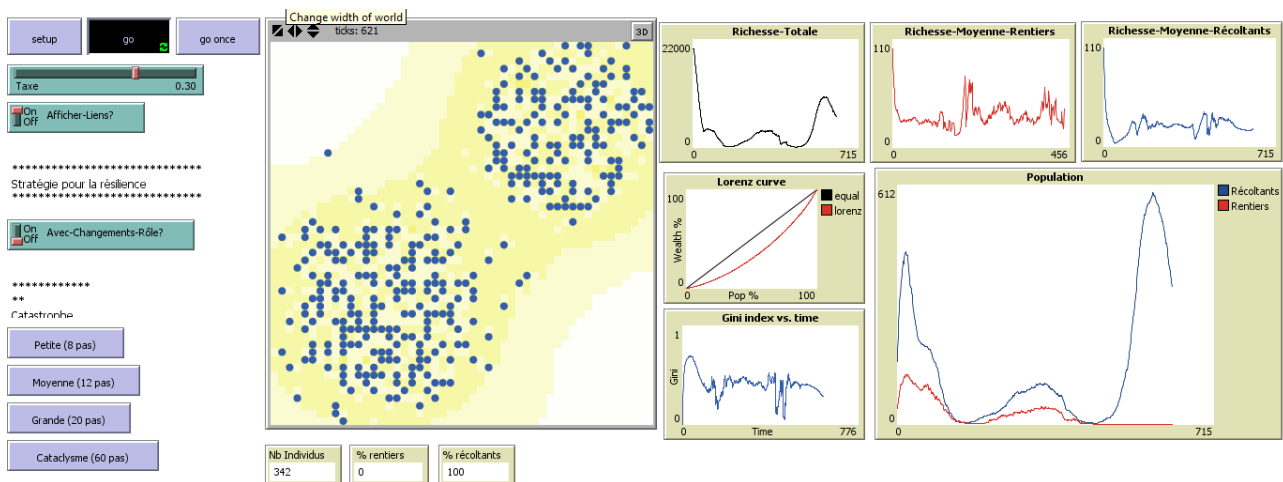 setup
go
go once
Taxe 0.30
On
Off
Afficher-Liens?
******************************
Stratégie pour la résilience
******************************
On
Off
Avec-Changements-Rôle?
************
**
Catastrophe
Petite (8 pas)
Moyenne (12 pas)
Grande (20 pas)
Cataclysme (60 pas)
Change width of world
ticks: 621
3D
Nb Individus
342
% rentiers
0
% récoltants
100
Richesse-Totale
22000
0
0 715
Richesse-Moyenne-Rentiers
110
0
0 456
Richesse-Moyenne-Récoltants
110
0
0 715
Lorenz curve
100
Wealth %
0
0 Pop % 100
equal
lorenz
Gini index vs. time
1
Gini
0
0 Time 776
Population
612
0
0 715
Récoltants
Rentiers